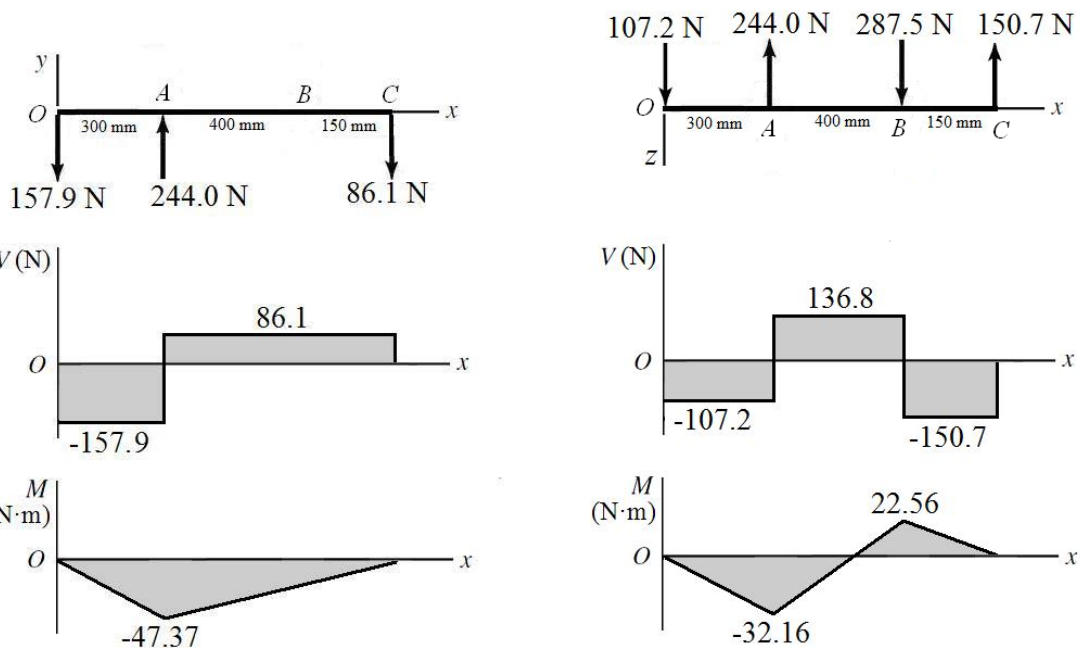 107.2 N 244.0 N 287.5 N 150.7 N
y
A B C
O x
300 mm 400 mm 150 mm
157.9 N 244.0 N 86.1 N
O x
300 mm A 400 mm B 150 mm C
z
V (N)
86.1
O x
-157.9
V (N)
136.8
O x
-107.2
-150.7
M
(N·m)
O x
-47.37
M
(N·m)
22.56
O x
-32.16